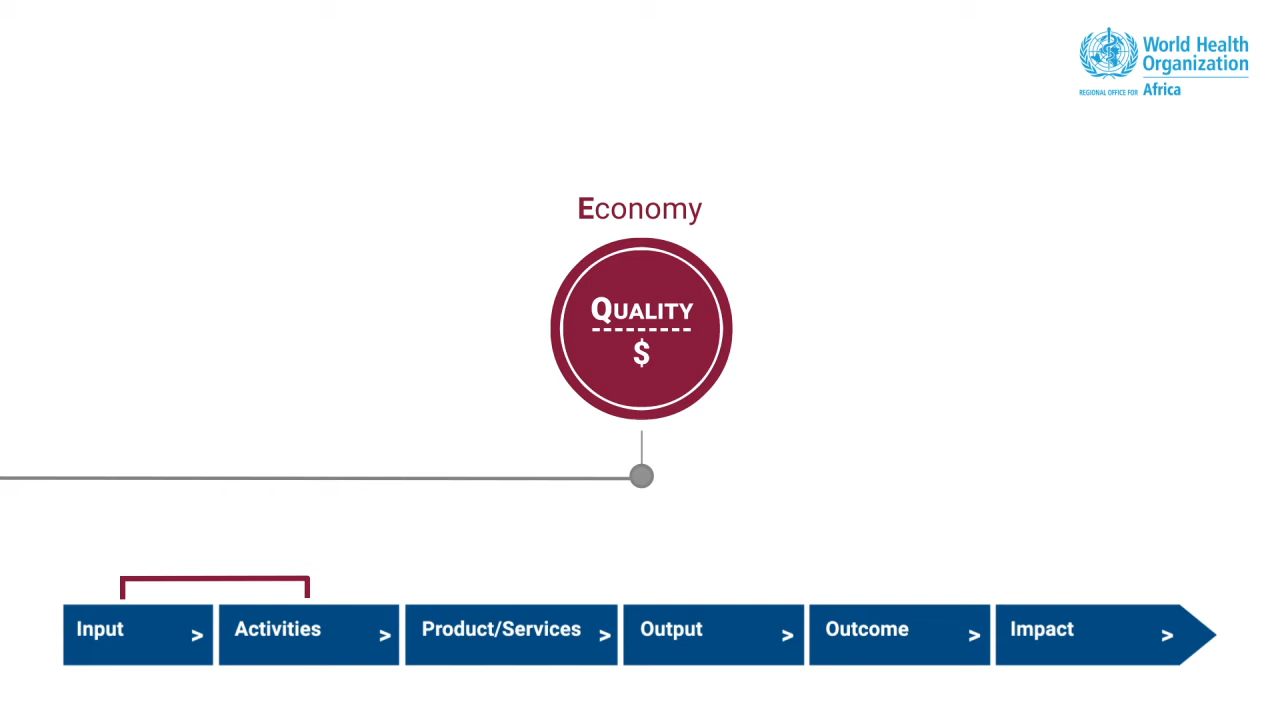 World Health
Organization
REGIONAL OFFICE FOR Africa
Economy
QUALITY
$
Input > Activities > Product/Services > Output > Outcome > Impact >